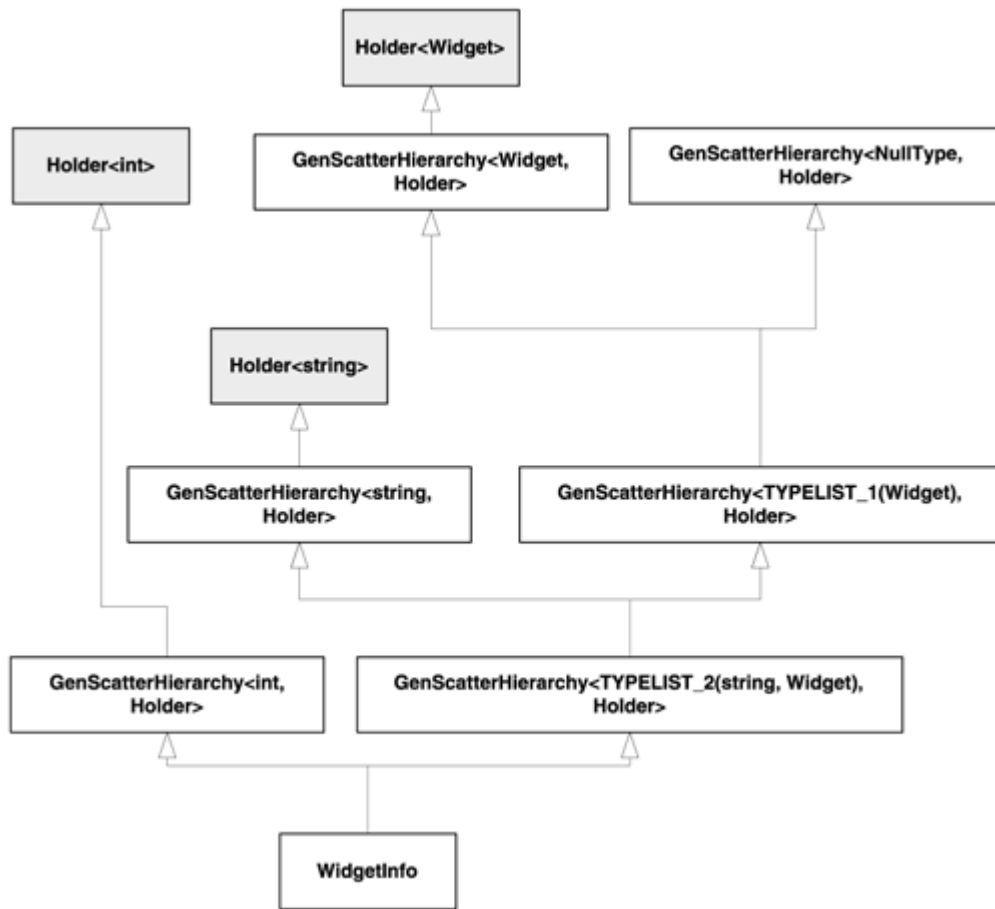 Holder<Widget>
Holder<int>
GenScatterHierarchy<Widget,
Holder>
GenScatterHierarchy<NullType,
Holder>
Holder<string>
GenScatterHierarchy<string,
Holder>
GenScatterHierarchy<TYPELIST_1(Widget),
Holder>
GenScatterHierarchy<int,
Holder>
GenScatterHierarchy<TYPELIST_2(string, Widget),
Holder>
WidgetInfo